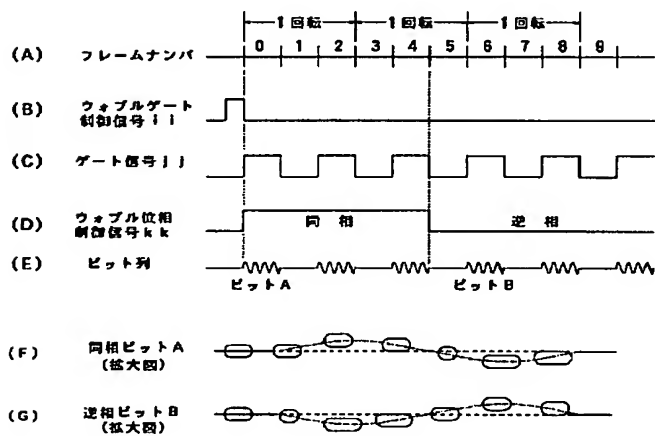 1回転 1回転 1回転
(A) フレームナンバ 0 1 2 3 4 5 6 7 8 9
(B) ウォブルゲート
制御信号ii
(C) ゲート信号jj
(D) ウォブル位相
制御信号kk
同 相 逆 相
(E) ピット列
ピットA ピットB
(F) 同相ピットA
(拡大図)
(G) 逆相ピットB
(拡大図)